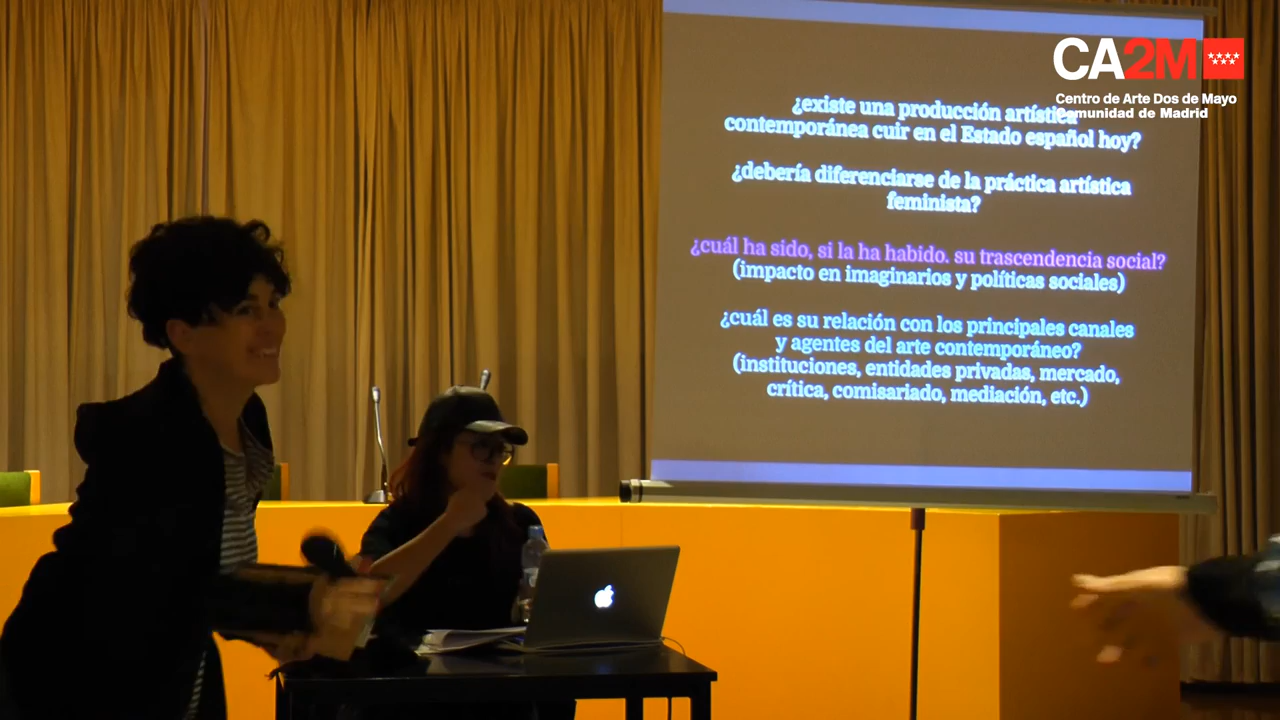 CA2M
Centro de Arte Dos de Mayo
Comunidad de Madrid
¿existe una producción artística
contemporánea cuir en el Estado español hoy?
¿debería diferenciarse de la práctica artística
feminista?
¿cuál ha sido, si la ha habido. su trascendencia social?
(impacto en imaginarios y políticas sociales)
¿cuál es su relación con los principales canales
y agentes del arte contemporáneo?
(instituciones, entidades privadas, mercado,
crítica, comisariado, mediación, etc.)